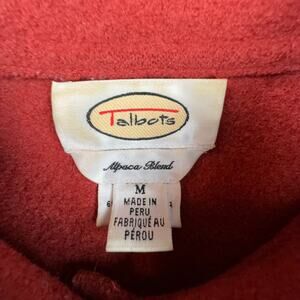 Talbots
Alpaca Blend
M
MADE IN
PERU
FABRIQUÉ AU
PÉROU